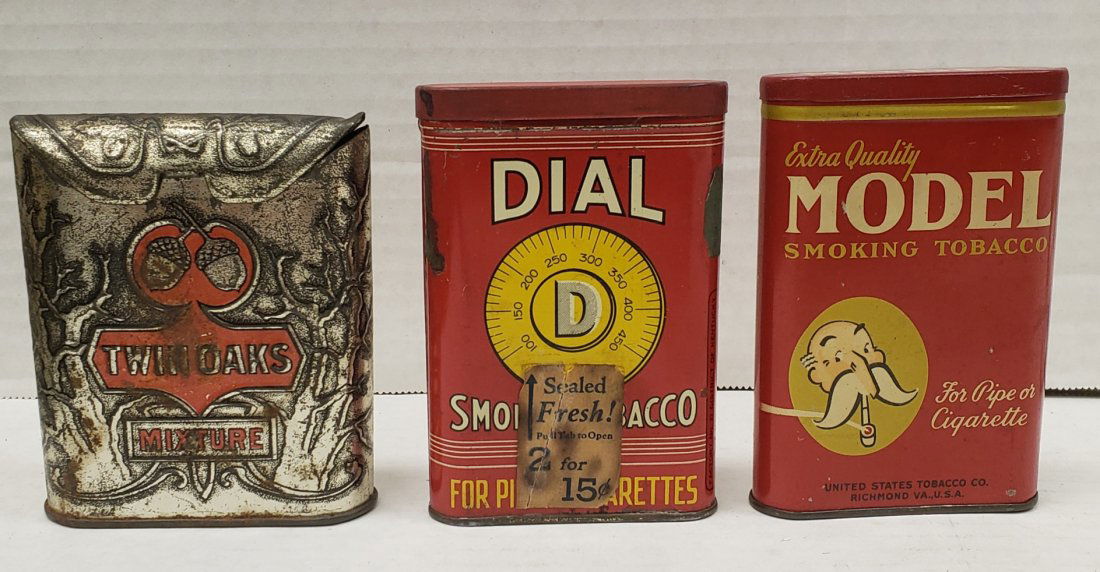 TWIN OAKS
MIXTURE
DIAL
100 150 200 250 300 350 400 450
D
SMO BACCO
FOR PI ARETTES
Sealed
Fresh!
Pull Tab to Open
2 for
15¢
Extra Quality
MODEL
SMOKING TOBACCO
For Pipe or
Cigarette
UNITED STATES TOBACCO CO.
RICHMOND VA., U.S.A.